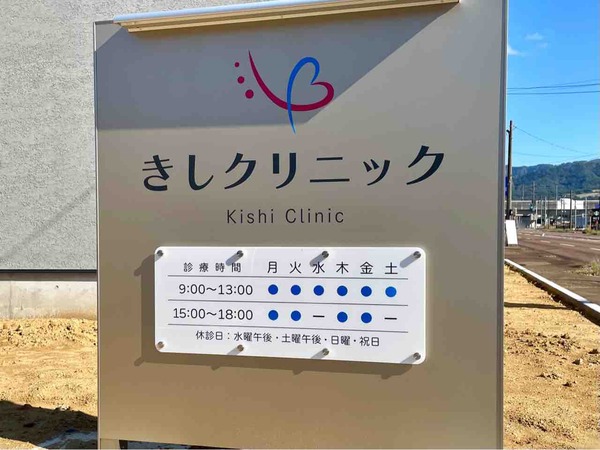 きしクリニック
Kishi Clinic
診療時間 月 火 水 木 金 土
9:00〜13:00 ● ● ● ● ● ●
15:00〜18:00 ● ● ー ● ● ー
休診日：水曜午後・土曜午後・日曜・祝日